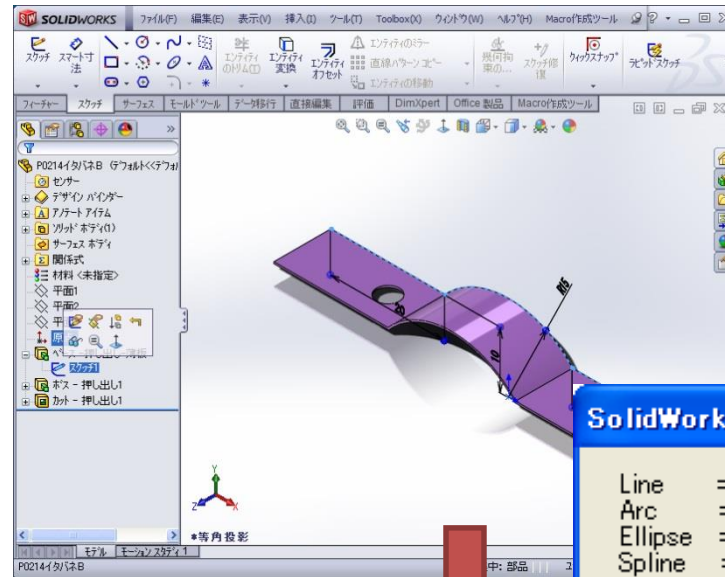 SOLIDWORKS ファイル(F) 編集(E) 表示(V) 挿入(I) ツール(T) Toolbox(X) ウィンドウ(W) ヘルプ(H) Macro作成ツール
スケッチ スマート寸法
エンティティのトリム(I) エンティティ変換 エンティティオフセット
エンティティのミラー
直線パターン コピー
エンティティの移動
幾何拘束の... スケッチ修復 クイックスナップ ラピッドスケッチ
フィーチャー スケッチ サーフェス モールドツール データ移行 直接編集 評価 DimXpert Office 製品 Macro作成ツール
P0214イタバネB
センサー
デザイン バインダー
アノテート アイテム
ソリッド ボディ(1)
サーフェス ボディ
関係式
材料 <未指定>
平面1
平面2
スケッチ1
ボス - 押し出し1
カット - 押し出し1
R15
10
Y
Z
X
*等角投影
モデル モーション スタディ 1
P0214イタバネB
中: 部品
SolidWork
Line =
Arc =
Ellipse =
Spline =